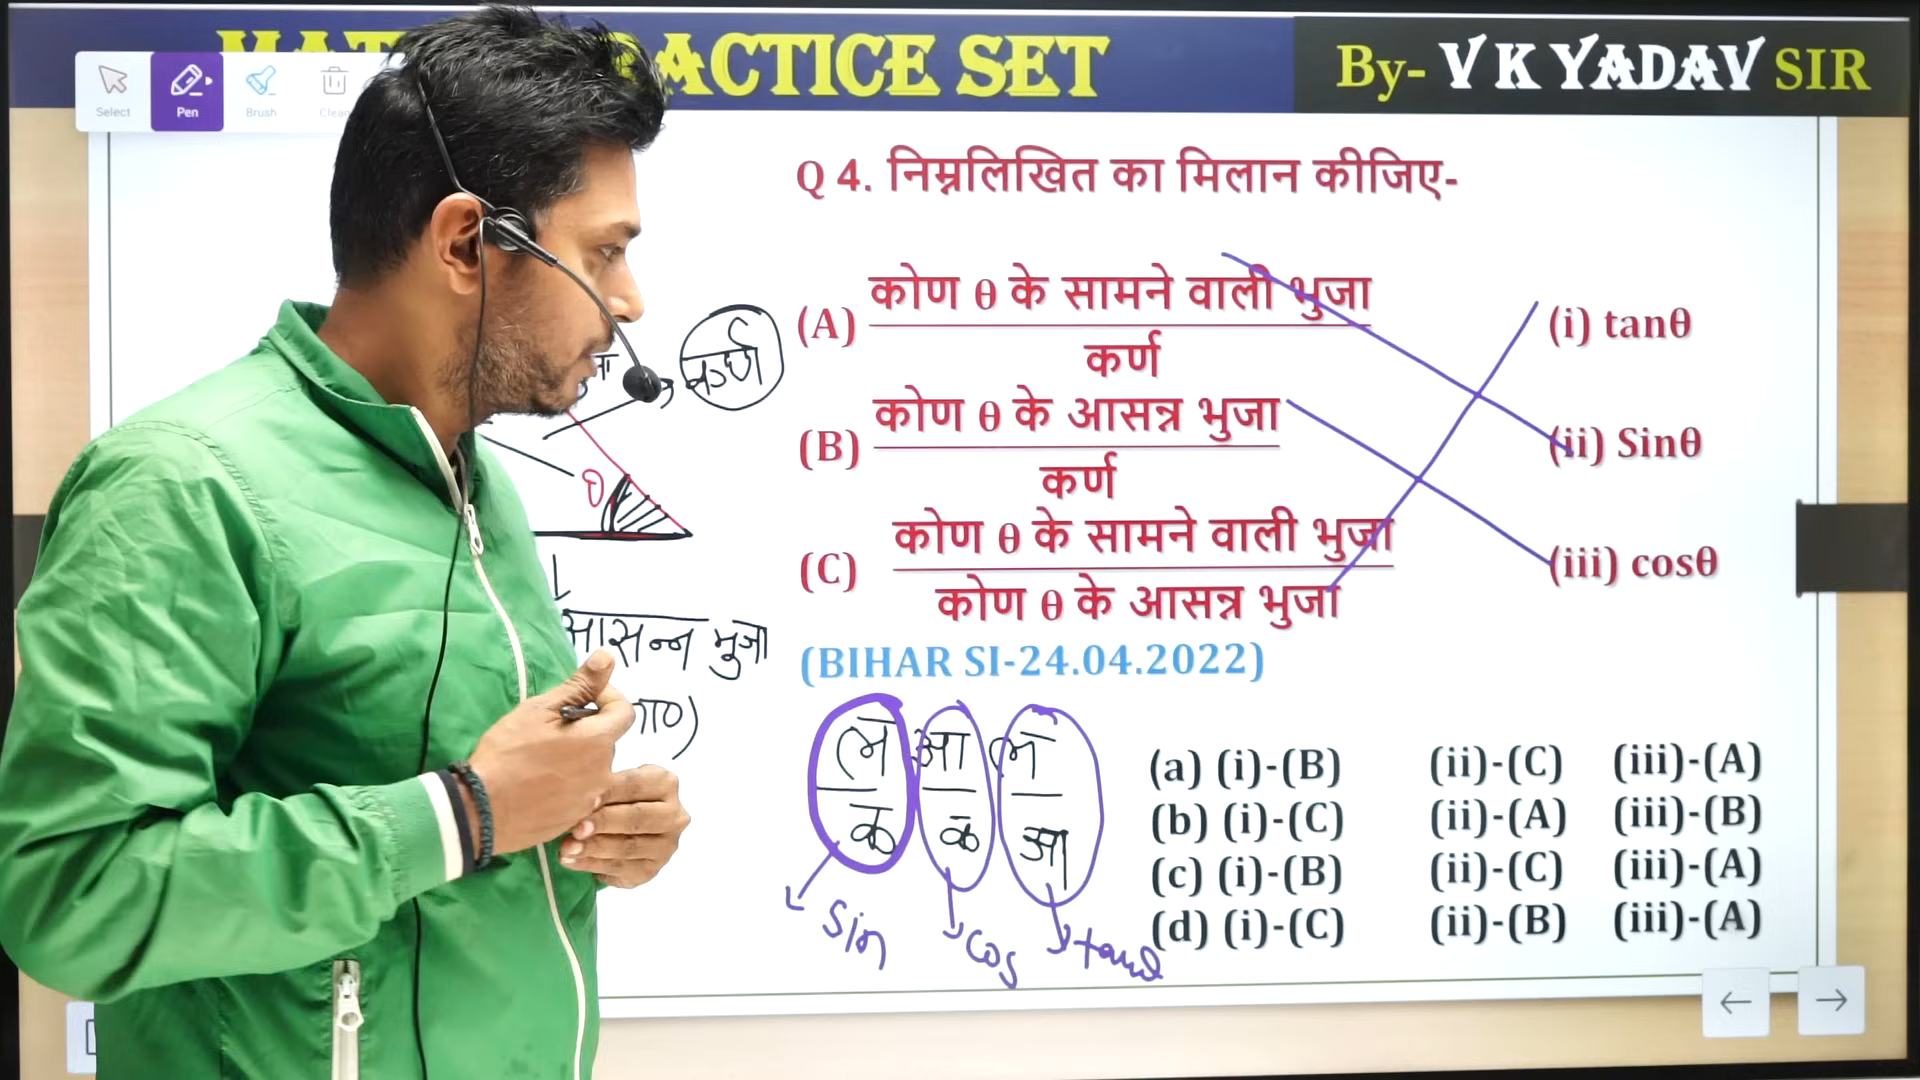 PRACTICE SET
By- V K YADAV SIR
Select
Pen
Brush
Clean
Q 4. निम्नलिखित का मिलान कीजिए-
(A) कोण θ के सामने वाली भुजा
कर्ण
(i) tanθ
(B) कोण θ के आसन्न भुजा
कर्ण
(ii) Sinθ
(C) कोण θ के सामने वाली भुजा
कोण θ के आसन्न भुजा
(iii) cosθ
(BIHAR SI-24.04.2022)
कर्ण
θ
आसन्न भुजा
लं आ लं
कं कं आ
Sin
cos
tanθ
(a) (i)-(B) (ii)-(C) (iii)-(A)
(b) (i)-(C) (ii)-(A) (iii)-(B)
(c) (i)-(B) (ii)-(C) (iii)-(A)
(d) (i)-(C) (ii)-(B) (iii)-(A)